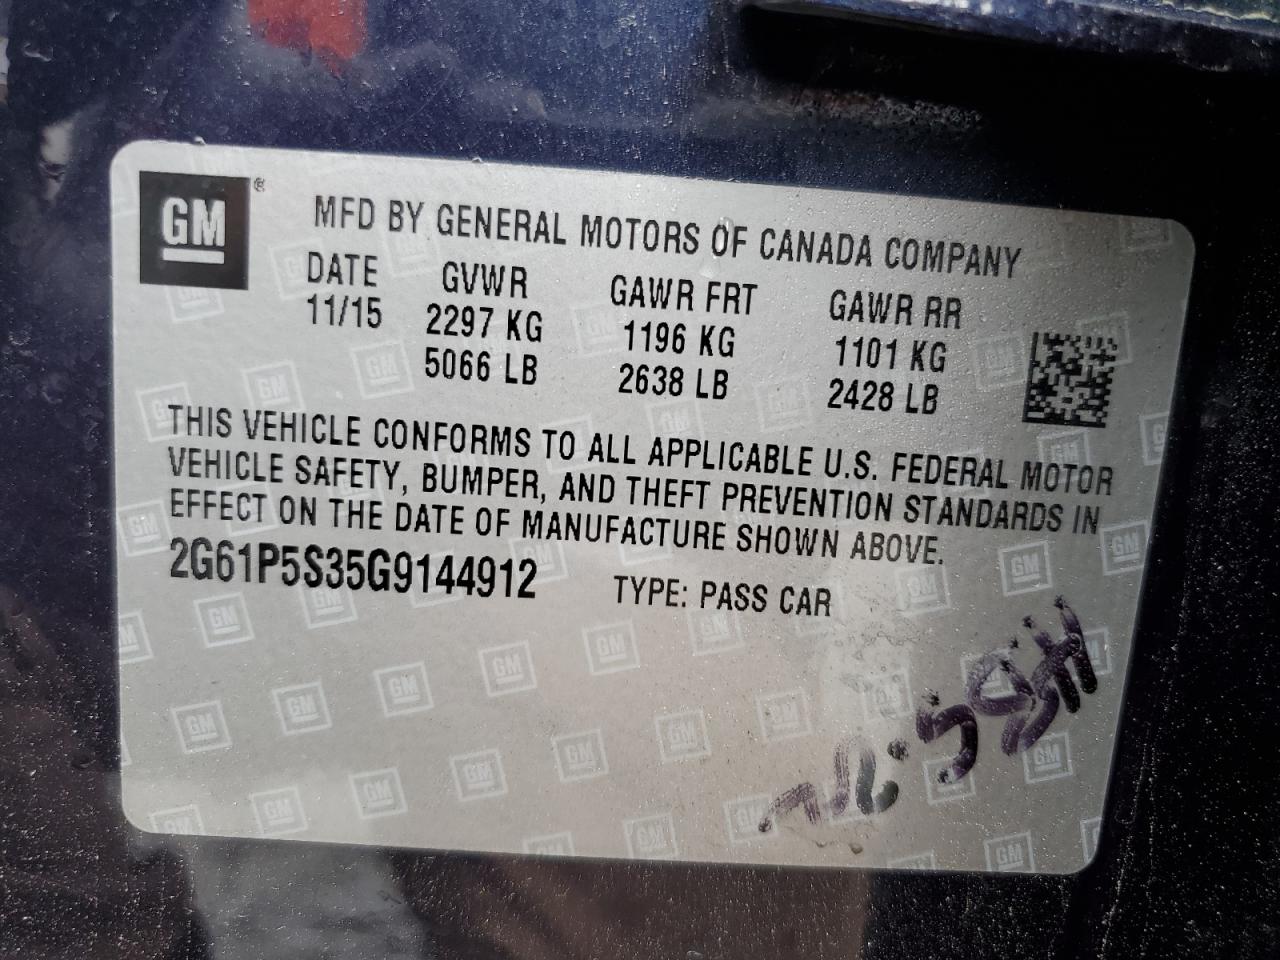 GM ®
MFD BY GENERAL MOTORS OF CANADA COMPANY
DATE GVWR GAWR FRT GAWR RR
11/15 2297 KG 1196 KG 1101 KG
5066 LB 2638 LB 2428 LB
THIS VEHICLE CONFORMS TO ALL APPLICABLE U.S. FEDERAL MOTOR
VEHICLE SAFETY, BUMPER, AND THEFT PREVENTION STANDARDS IN
EFFECT ON THE DATE OF MANUFACTURE SHOWN ABOVE.
2G61P5S35G9144912 TYPE: PASS CAR